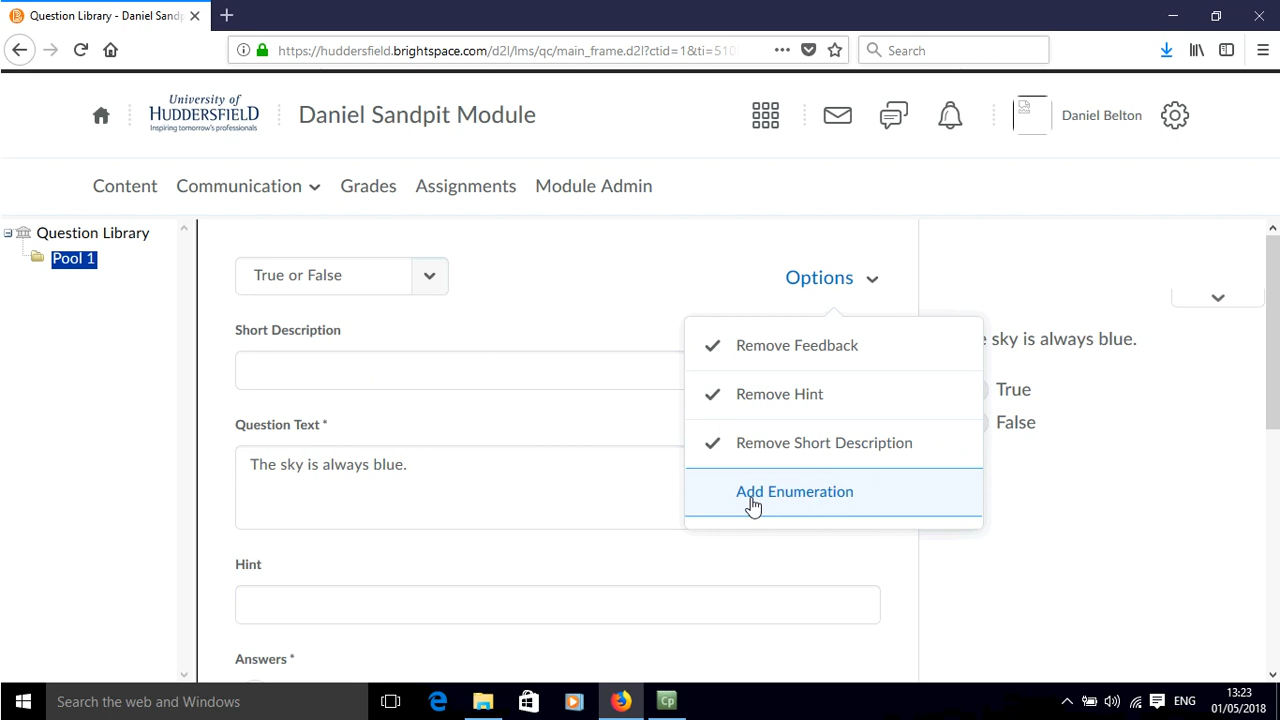 Question Library - Daniel Sandp
https://huddersfield.brightspace.com/d2l/lms/qc/main_frame.d2l?ctid=1&ti=510
Search
University of
HUDDERSFIELD
Inspiring tomorrow's professionals
Daniel Sandpit Module
Daniel Belton
Content
Communication
Grades
Assignments
Module Admin
Question Library
Pool 1
True or False
Options
Short Description
Remove Feedback
Remove Hint
Remove Short Description
Add Enumeration
Question Text *
The sky is always blue.
e sky is always blue.
True
False
Hint
Answers *
Search the web and Windows
Cp
ENG
13:23
01/05/2018